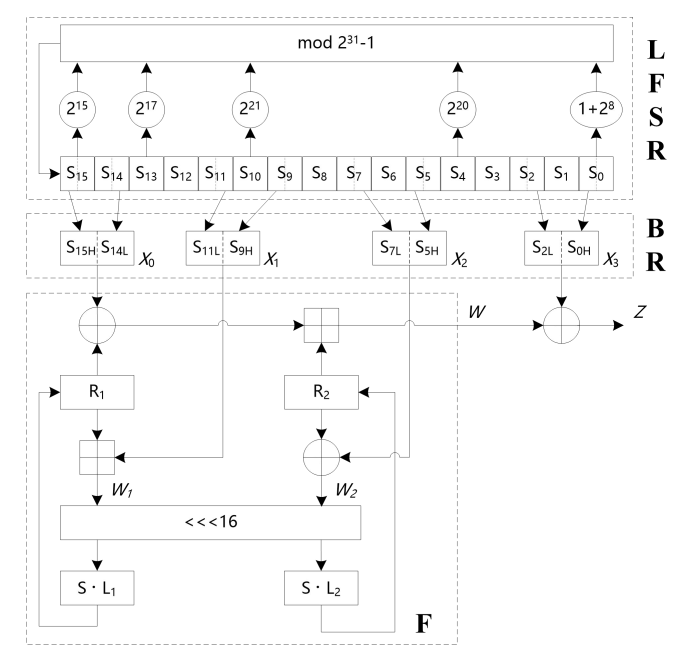 mod 2³¹-1
L
F
S
R
2¹⁵ 2¹⁷ 2²¹ 2²⁰ 1+2⁸
S₁₅ S₁₄ S₁₃ S₁₂ S₁₁ S₁₀ S₉ S₈ S₇ S₆ S₅ S₄ S₃ S₂ S₁ S₀
B
R
S₁₅H S₁₄L X₀ S₁₁L S₉H X₁ S₇L S₅H X₂ S₂L S₀H X₃
W Z
R₁ R₂
W₁ W₂
<<<16
S · L₁ S · L₂
F